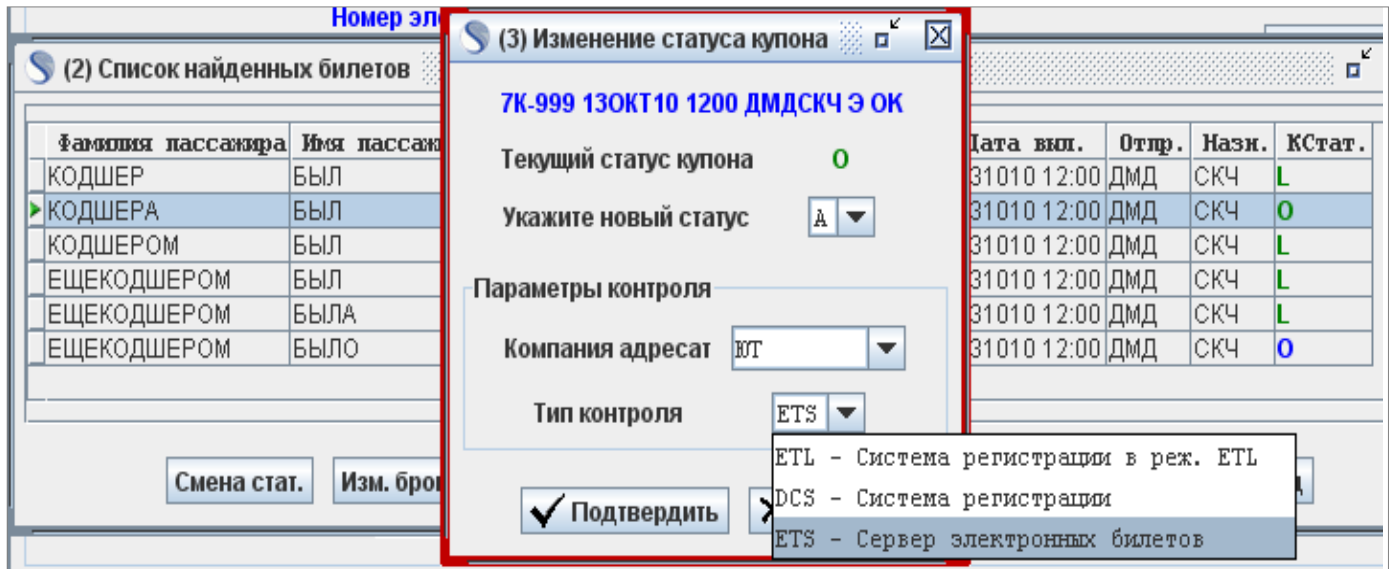 Номер эле
(2) Список найденных билетов
Фамилия пассажира Имя пассаж
КОДШЕР БЫЛ
КОДШЕРА БЫЛ
КОДШЕРОМ БЫЛ
ЕЩЕКОДШЕРОМ БЫЛ
ЕЩЕКОДШЕРОМ БЫЛА
ЕЩЕКОДШЕРОМ БЫЛО
Смена стат. Изм. брон
(3) Изменение статуса купона
7К-999 13ОКТ10 1200 ДМДСКЧ Э ОК
Текущий статус купона O
Укажите новый статус A
Параметры контроля
Компания адресат ЮТ
Тип контроля ETS
ETL - Система регистрации в реж. ETL
DCS - Система регистрации
ETS - Сервер электронных билетов
Подтвердить
Дата выл. Отпр. Назн. КСтат.
31010 12:00 ДМД СКЧ L
31010 12:00 ДМД СКЧ O
31010 12:00 ДМД СКЧ L
31010 12:00 ДМД СКЧ L
31010 12:00 ДМД СКЧ L
31010 12:00 ДМД СКЧ O